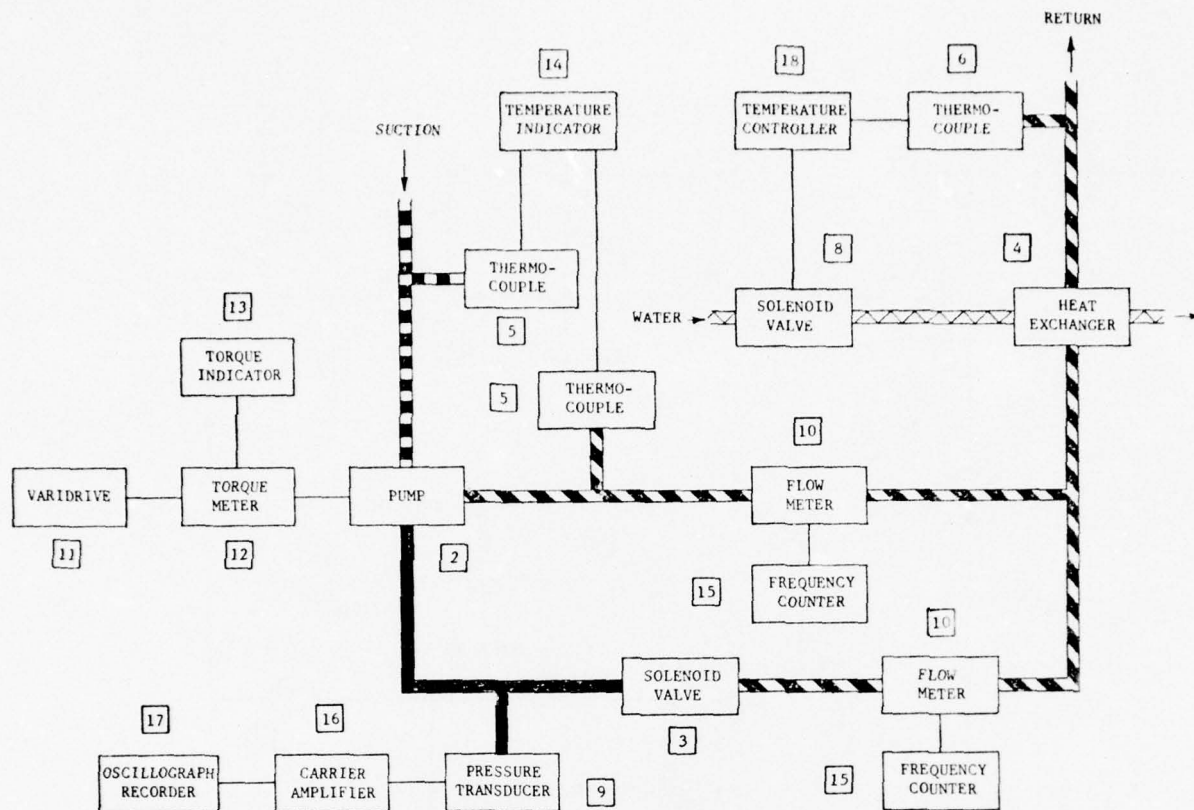 RETURN
14
18
6
TEMPERATURE
INDICATOR
TEMPERATURE
CONTROLLER
THERMO-
COUPLE
SUCTION
8
4
THERMO-
COUPLE
13
WATER
SOLENOID
VALVE
HEAT
EXCHANGER
5
TORQUE
INDICATOR
5
THERMO-
COUPLE
10
VARIDRIVE
TORQUE
METER
PUMP
FLOW
METER
11
12
2
15
FREQUENCY
COUNTER
10
SOLENOID
VALVE
FLOW
METER
17
16
3
OSCILLOGRAPH
RECORDER
CARRIER
AMPLIFIER
PRESSURE
TRANSDUCER
9
15
FREQUENCY
COUNTER